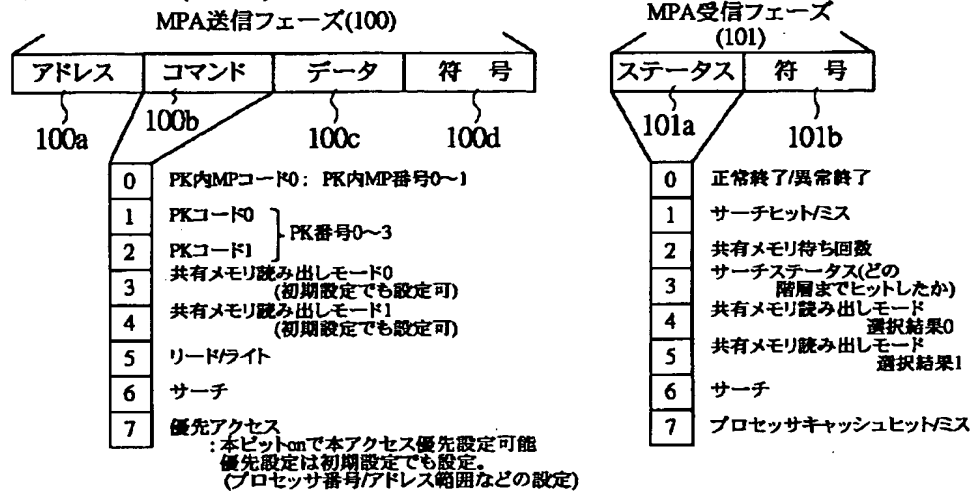 MPA送信フェーズ(100)
アドレス コマンド データ 符 号
100a 100b 100c 100d
0 PK内MPコード0: PK内MP番号0～1
1 PKコード0
PK番号0～3
2 PKコード1
3 共有メモリ読み出しモード0
(初期設定でも設定可)
4 共有メモリ読み出しモード1
(初期設定でも設定可)
5 リード/ライト
6 サーチ
7 優先アクセス
:本ビットonで本アクセス優先設定可能
優先設定は初期設定でも設定。
(プロセッサ番号/アドレス範囲などの設定)
MPA受信フェーズ
(101)
ステータス 符 号
101a 101b
0 正常終了/異常終了
1 サーチヒット/ミス
2 共有メモリ待ち回数
3 サーチステータス(どの
階層までヒットしたか)
4 共有メモリ読み出しモード
選択結果0
5 共有メモリ読み出しモード
選択結果1
6 サーチ
7 プロセッサキャッシュヒット/ミス